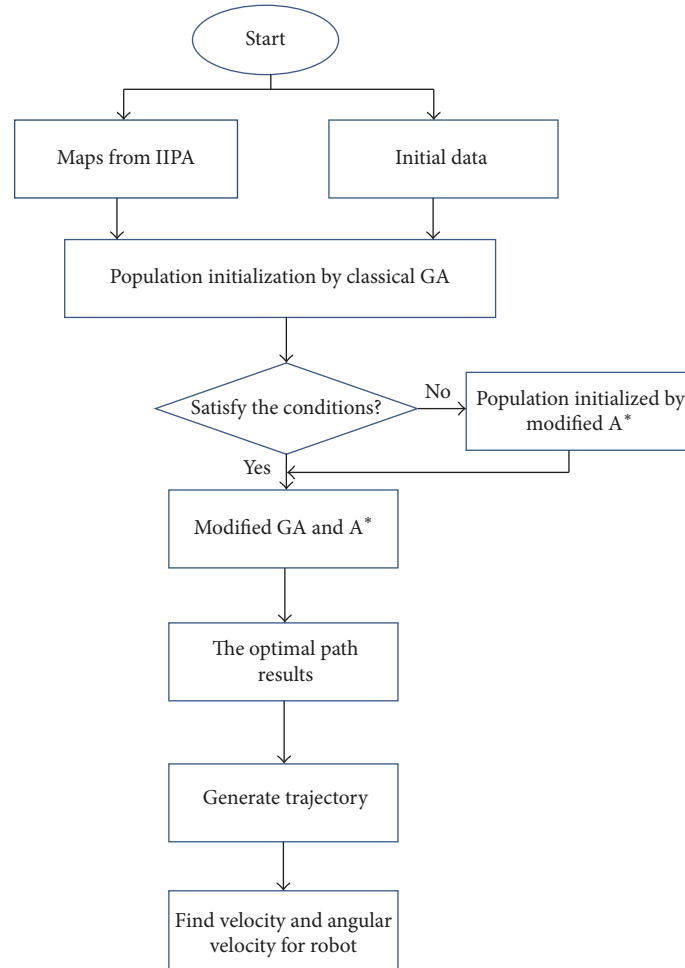 Start
Maps from IIPA
Initial data
Population initialization by classical GA
Satisfy the conditions?
No
Population initialized by
modified A*
Yes
Modified GA and A*
The optimal path
results
Generate trajectory
Find velocity and angular
velocity for robot